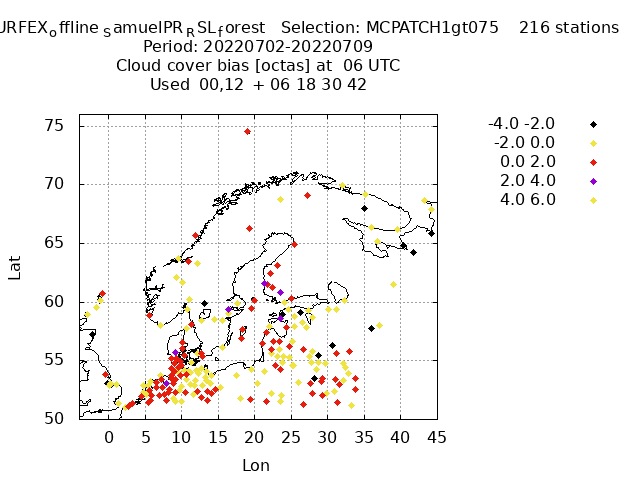 URFEXoffline SamuelPRRSLforest Selection: MCPATCH1gt075 216 stations
Period: 20220702-20220709
Cloud cover bias [octas] at 06 UTC
Used 00,12 + 06 18 30 42
-4.0 -2.0
-2.0 0.0
0.0 2.0
2.0 4.0
4.0 6.0
75
70
65
60
55
50
Lat
0 5 10 15 20 25 30 35 40 45
Lon